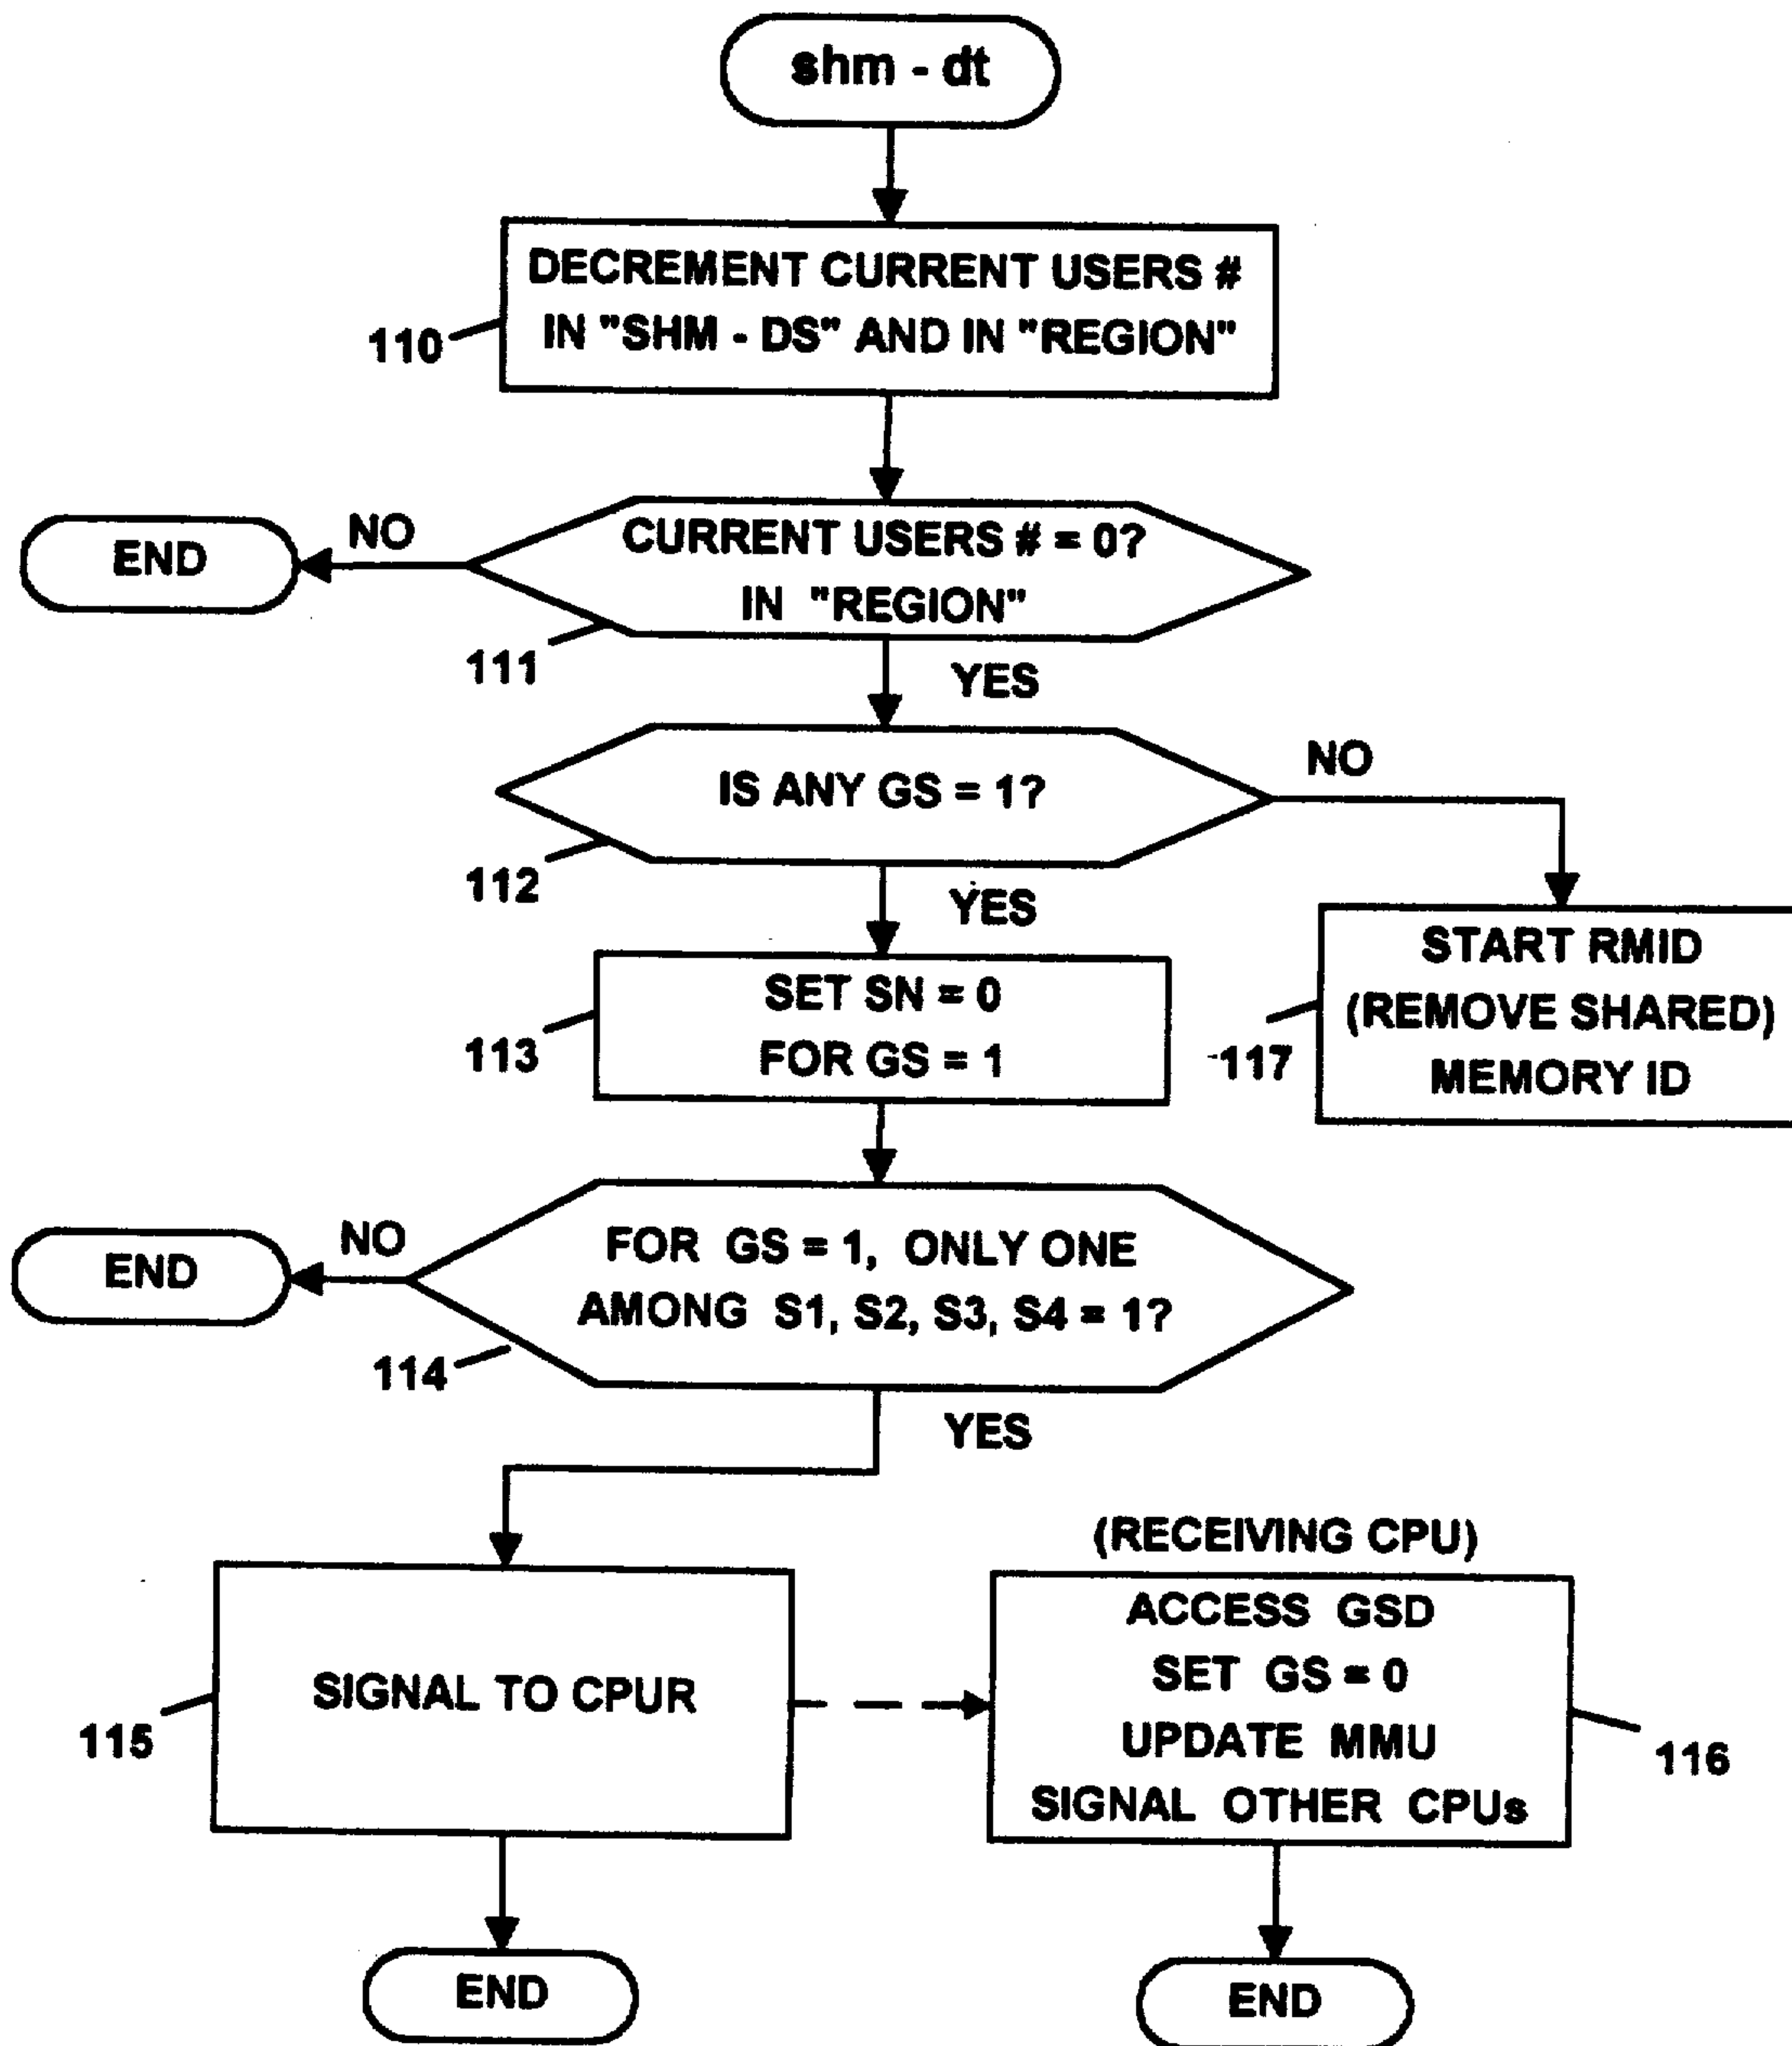 shm - dt
DECREMENT CURRENT USERS #
IN "SHM - DS" AND IN "REGION"
110
CURRENT USERS # = 0?
IN "REGION"
NO
END
111
YES
IS ANY GS = 1?
NO
112
YES
SET SN = 0
FOR GS = 1
113
START RMID
(REMOVE SHARED)
MEMORY ID
117
FOR GS = 1, ONLY ONE
AMONG S1, S2, S3, S4 = 1?
NO
END
114
YES
SIGNAL TO CPUR
115
(RECEIVING CPU)
ACCESS GSD
SET GS = 0
UPDATE MMU
SIGNAL OTHER CPUs
116
END
END